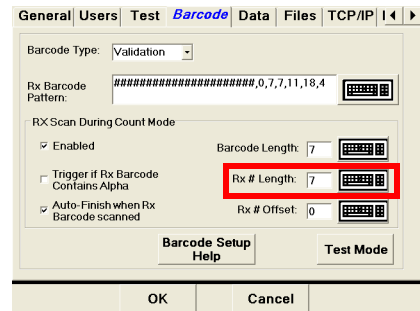 General Users Test Barcode Data Files TCP/IP
Barcode Type: Validation
Rx Barcode Pattern: ######################,0,7,7,11,18,4
RX Scan During Count Mode
Enabled Barcode Length: 7
Trigger if Rx Barcode Contains Alpha Rx # Length: 7
Auto-Finish when Rx Barcode scanned Rx # Offset: 0
Barcode Setup Help Test Mode
OK Cancel